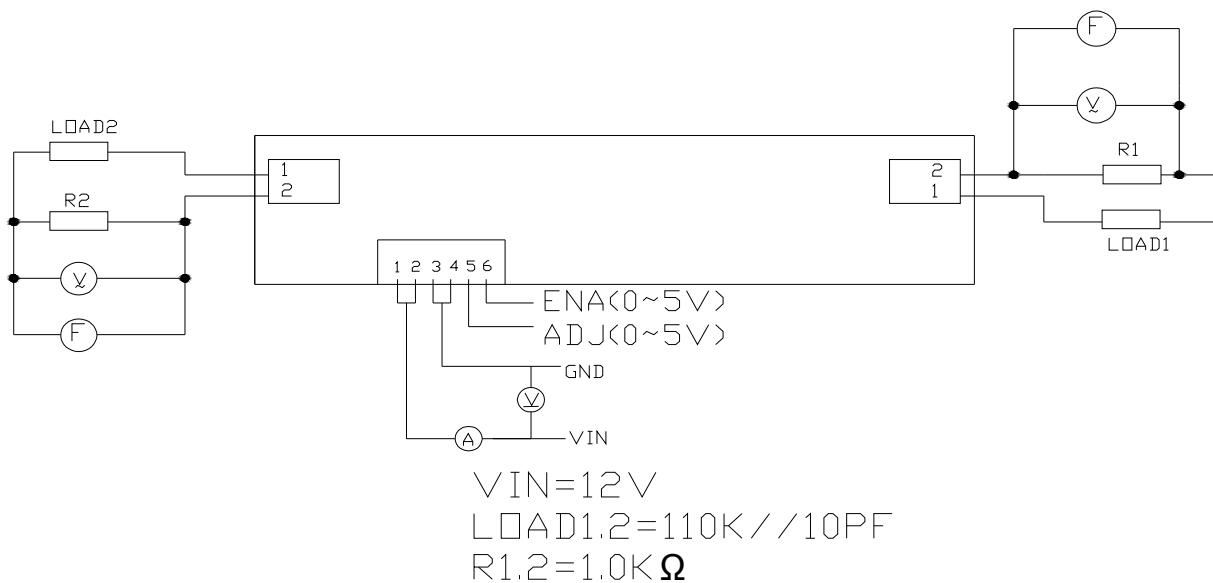 F
V
LOAD2
R1
1
2
2
1
R2
LOAD1
V
1 2 3 4 5 6
ENA(0~5V)
F
ADJ(0~5V)
GND
V
A
VIN
VIN=12V
LOAD1.2=110K//10PF
R1.2=1.0KΩ